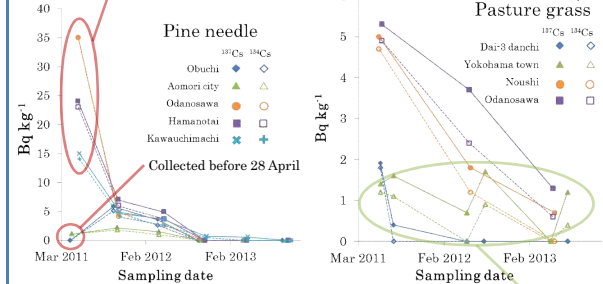 Pine needle
137Cs 134Cs
Obuchi
Aomori city
Odanosawa
Hamanotai
Kawauchimachi
Collected before 28 April
Bq kg-1
40
35
30
25
20
15
10
5
0
Mar 2011 Feb 2012 Feb 2013
Sampling date
Pasture grass
137Cs 134Cs
Dai-3 danchi
Yokohama town
Noushi
Odanosawa
Bq kg-1
5
4
3
2
1
0
Mar 2011 Feb 2012 Feb 2013
Sampling date